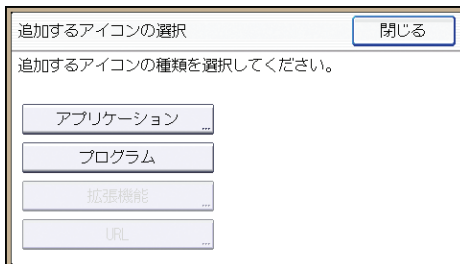 追加するアイコンの選択
閉じる
追加するアイコンの種類を選択してください。
アプリケーション
プログラム
拡張機能
URL